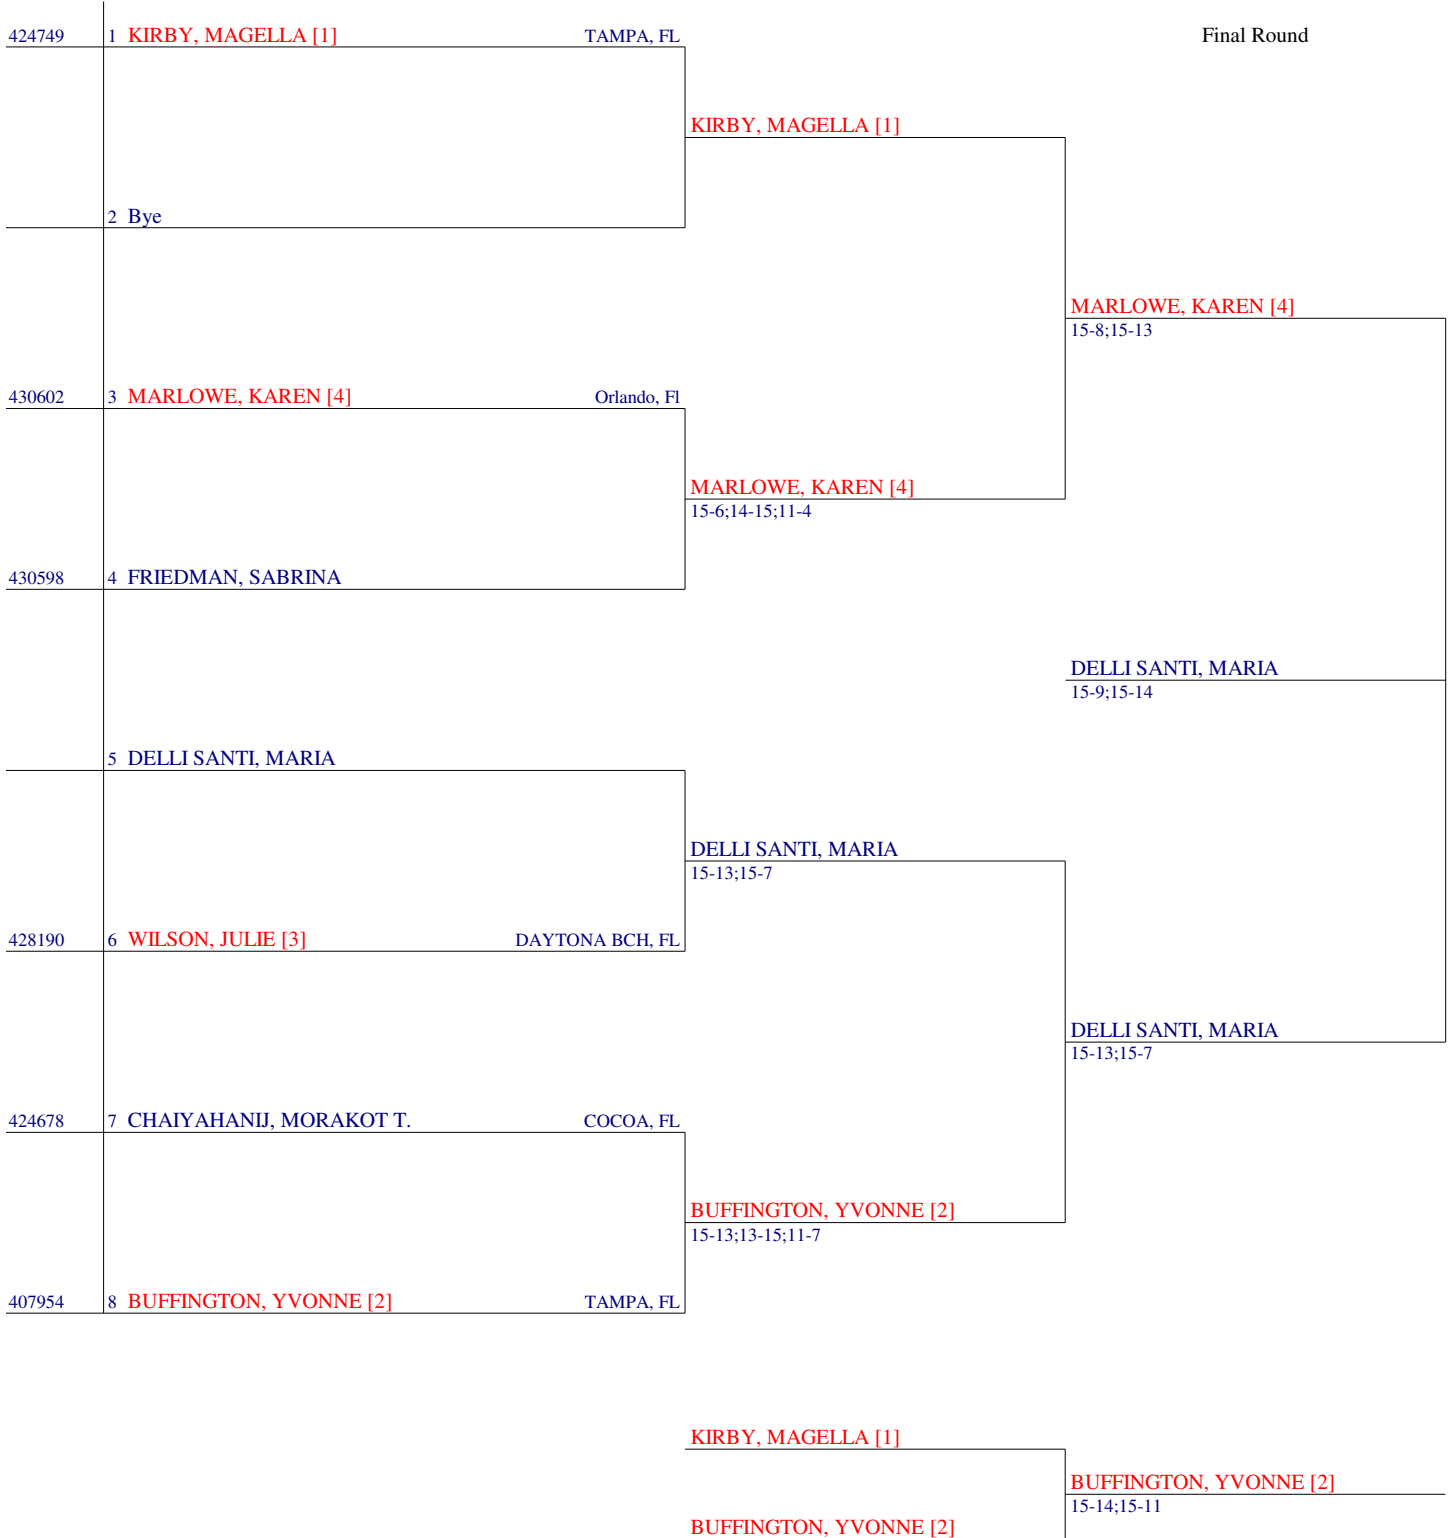 424749 1 KIRBY, MAGELLA [1] TAMPA, FL Final Round
KIRBY, MAGELLA [1]
2 Bye
MARLOWE, KAREN [4]
15-8;15-13
430602 3 MARLOWE, KAREN [4] Orlando, Fl
MARLOWE, KAREN [4]
15-6;14-15;11-4
430598 4 FRIEDMAN, SABRINA
DELLI SANTI, MARIA
15-9;15-14
5 DELLI SANTI, MARIA
DELLI SANTI, MARIA
15-13;15-7
428190 6 WILSON, JULIE [3] DAYTONA BCH, FL
DELLI SANTI, MARIA
15-13;15-7
424678 7 CHAIYAHANIJ, MORAKOT T. COCOA, FL
BUFFINGTON, YVONNE [2]
15-13;13-15;11-7
407954 8 BUFFINGTON, YVONNE [2] TAMPA, FL
KIRBY, MAGELLA [1]
BUFFINGTON, YVONNE [2]
15-14;15-11
BUFFINGTON, YVONNE [2]